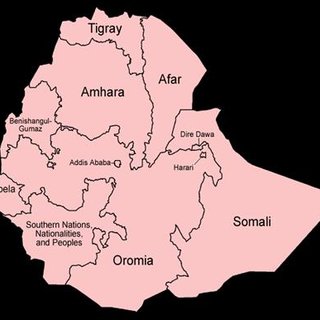 Tigray
Afar
Amhara
Benishangul-
Gumaz
Dire Dawa
Addis Ababa
Harari
bela
Southern Nations,
Nationalities,
and Peoples
Somali
Oromia